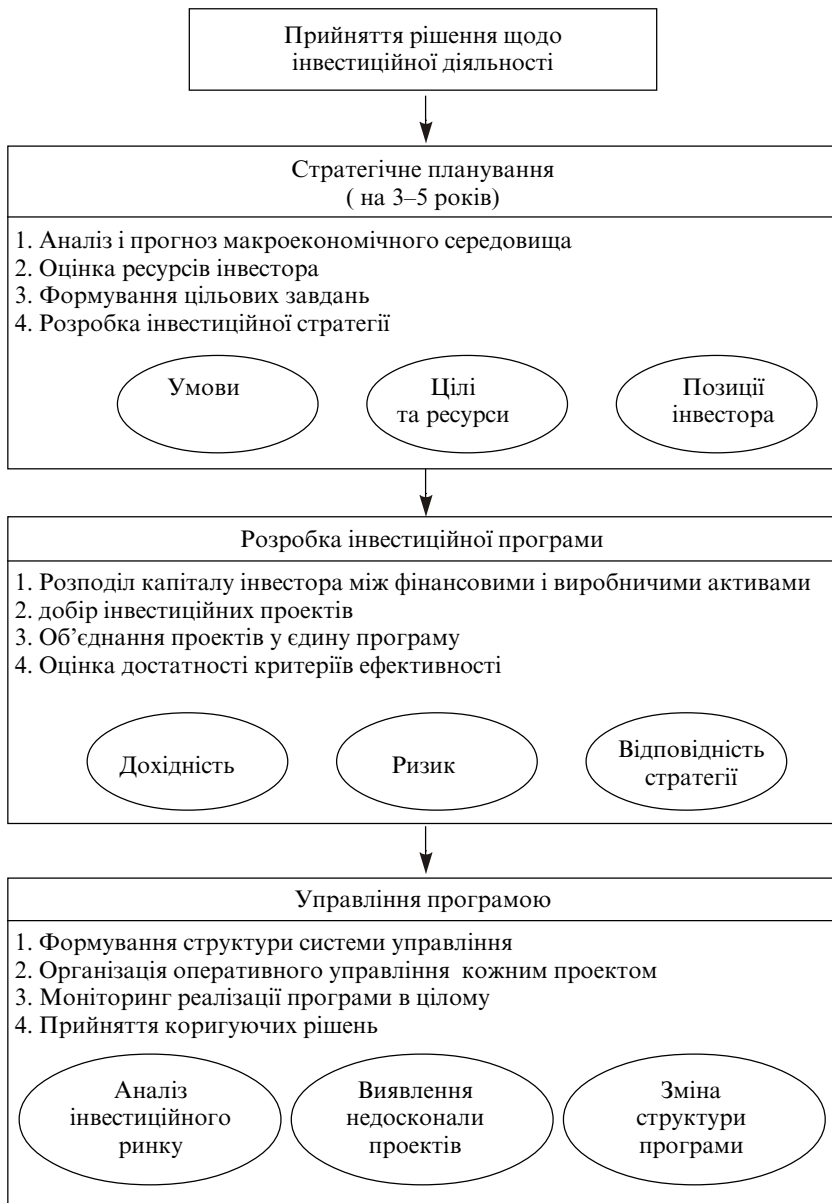 Прийняття рішення щодо
інвестиційної діяльності
Стратегічне планування
( на 3–5 років)
1. Аналіз і прогноз макроекономічного середовища
2. Оцінка ресурсів інвестора
3. Формування цільових завдань
4. Розробка інвестиційної стратегії
Умови
Цілі
та ресурси
Позиції
інвестора
Розробка інвестиційної програми
1. Розподіл капіталу інвестора між фінансовими і виробничими активами
2. добір інвестиційних проектів
3. Об’єднання проектів у єдину програму
4. Оцінка достатності критеріїв ефективності
Дохідність
Ризик
Відповідність
стратегії
Управління програмою
1. Формування структури системи управління
2. Організація оперативного управління  кожним проектом
3. Моніторинг реалізації програми в цілому
4. Прийняття коригуючих рішень
Аналіз
інвестиційного
ринку
Виявлення
недосконали
проектів
Зміна
структури
програми